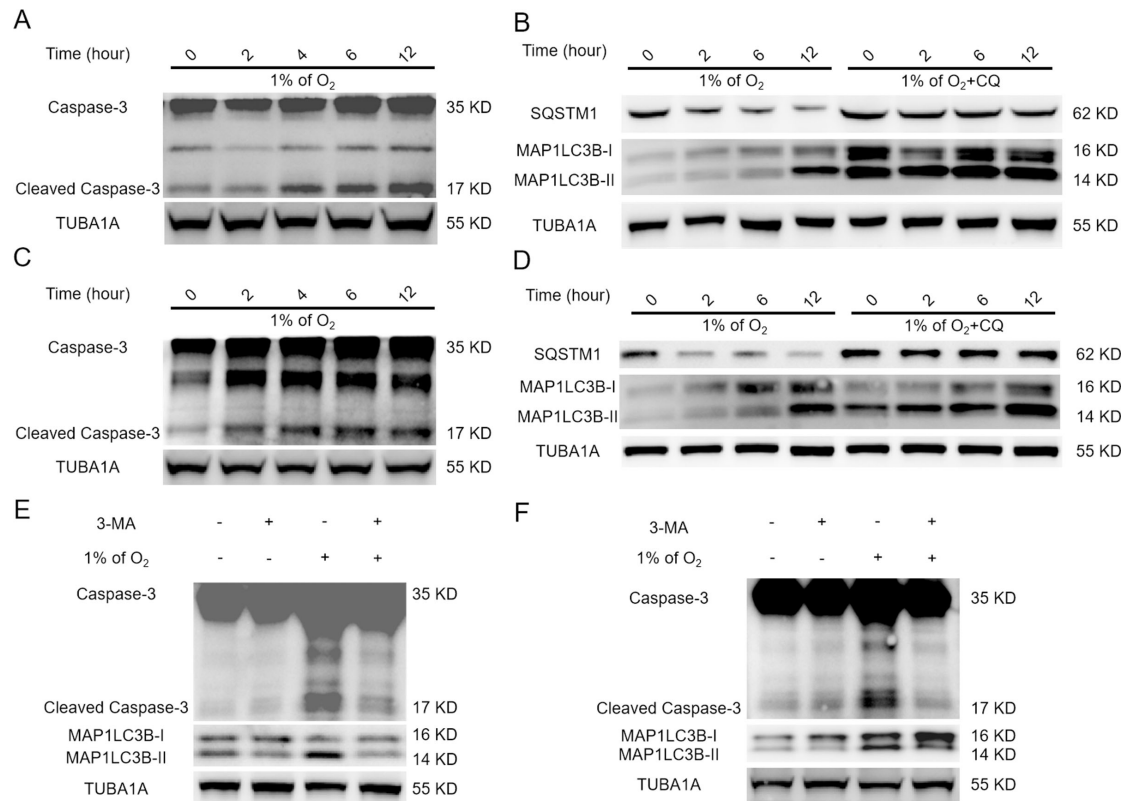 A
Time (hour) 0 2 4 6 12
1% of O₂
Caspase-3 35 KD
Cleaved Caspase-3 17 KD
TUBA1A 55 KD
B
Time (hour) 0 2 6 12 0 2 6 12
1% of O₂ 1% of O₂+CQ
SQSTM1 62 KD
MAP1LC3B-I 16 KD
MAP1LC3B-II 14 KD
TUBA1A 55 KD
C
Time (hour) 0 2 4 6 12
1% of O₂
Caspase-3 35 KD
Cleaved Caspase-3 17 KD
TUBA1A 55 KD
D
Time (hour) 0 2 6 12 0 2 6 12
1% of O₂ 1% of O₂+CQ
SQSTM1 62 KD
MAP1LC3B-I 16 KD
MAP1LC3B-II 14 KD
TUBA1A 55 KD
E
3-MA - + - +
1% of O₂ - - + +
Caspase-3 35 KD
Cleaved Caspase-3 17 KD
MAP1LC3B-I 16 KD
MAP1LC3B-II 14 KD
TUBA1A 55 KD
F
3-MA - + - +
1% of O₂ - - + +
Caspase-3 35 KD
Cleaved Caspase-3 17 KD
MAP1LC3B-I 16 KD
MAP1LC3B-II 14 KD
TUBA1A 55 KD